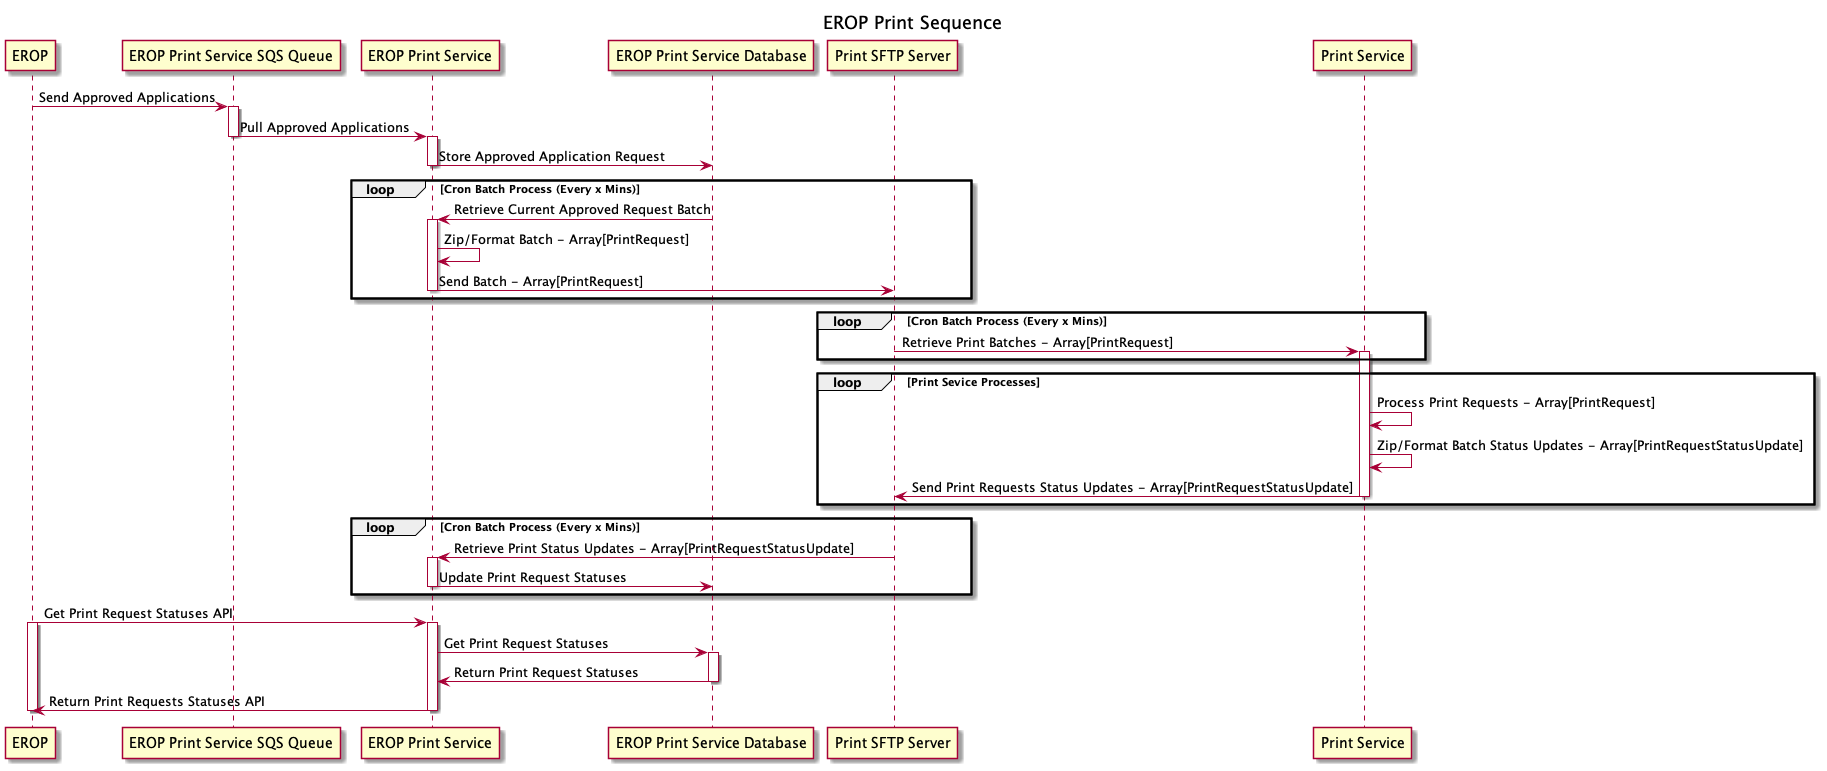 EROP Print Sequence
EROP
EROP Print Service SQS Queue
EROP Print Service
EROP Print Service Database
Print SFTP Server
Print Service
Send Approved Applications
Pull Approved Applications
Store Approved Application Request
loop
[Cron Batch Process (Every x Mins)]
Retrieve Current Approved Request Batch
Zip/Format Batch - Array[PrintRequest]
Send Batch - Array[PrintRequest]
loop
[Cron Batch Process (Every x Mins)]
Retrieve Print Batches - Array[PrintRequest]
loop
[Print Sevice Processes]
Process Print Requests - Array[PrintRequest]
Zip/Format Batch Status Updates - Array[PrintRequestStatusUpdate]
Send Print Requests Status Updates - Array[PrintRequestStatusUpdate]
loop
[Cron Batch Process (Every x Mins)]
Retrieve Print Status Updates - Array[PrintRequestStatusUpdate]
Update Print Request Statuses
Get Print Request Statuses API
Get Print Request Statuses
Return Print Request Statuses
Return Print Requests Statuses API
EROP
EROP Print Service SQS Queue
EROP Print Service
EROP Print Service Database
Print SFTP Server
Print Service